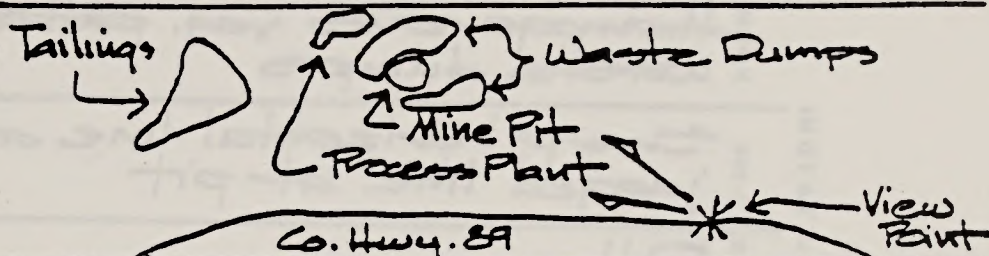 Tailings
Waste Dumps
Mine Pit
Process Plant
View
Point
Co. Hwy. 89